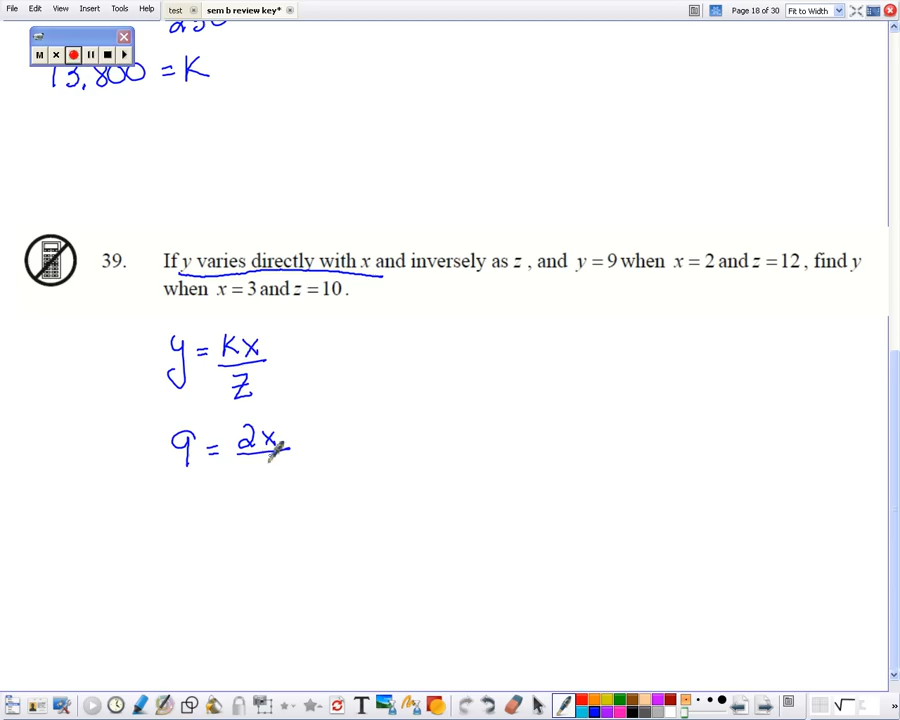 File Edit View Insert Tools Help test sem b review key* Page 18 of 30 Fit to Width
M
13,800 = K
39. If y varies directly with x and inversely as z , and y = 9 when x = 2 and z = 12 , find y
when x = 3 and z = 10 .
y = Kx
z
9 = 2x
T